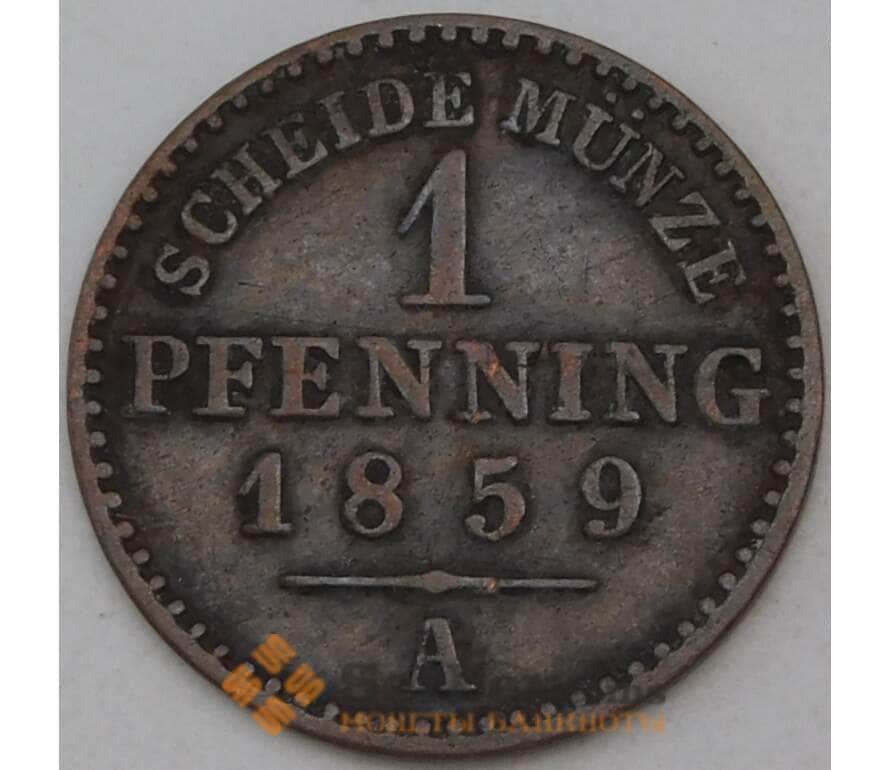 SCHEIDE MÜNZE
1
PFENNING
1859
A
МОНЕТЫ БАНКНОТЫ